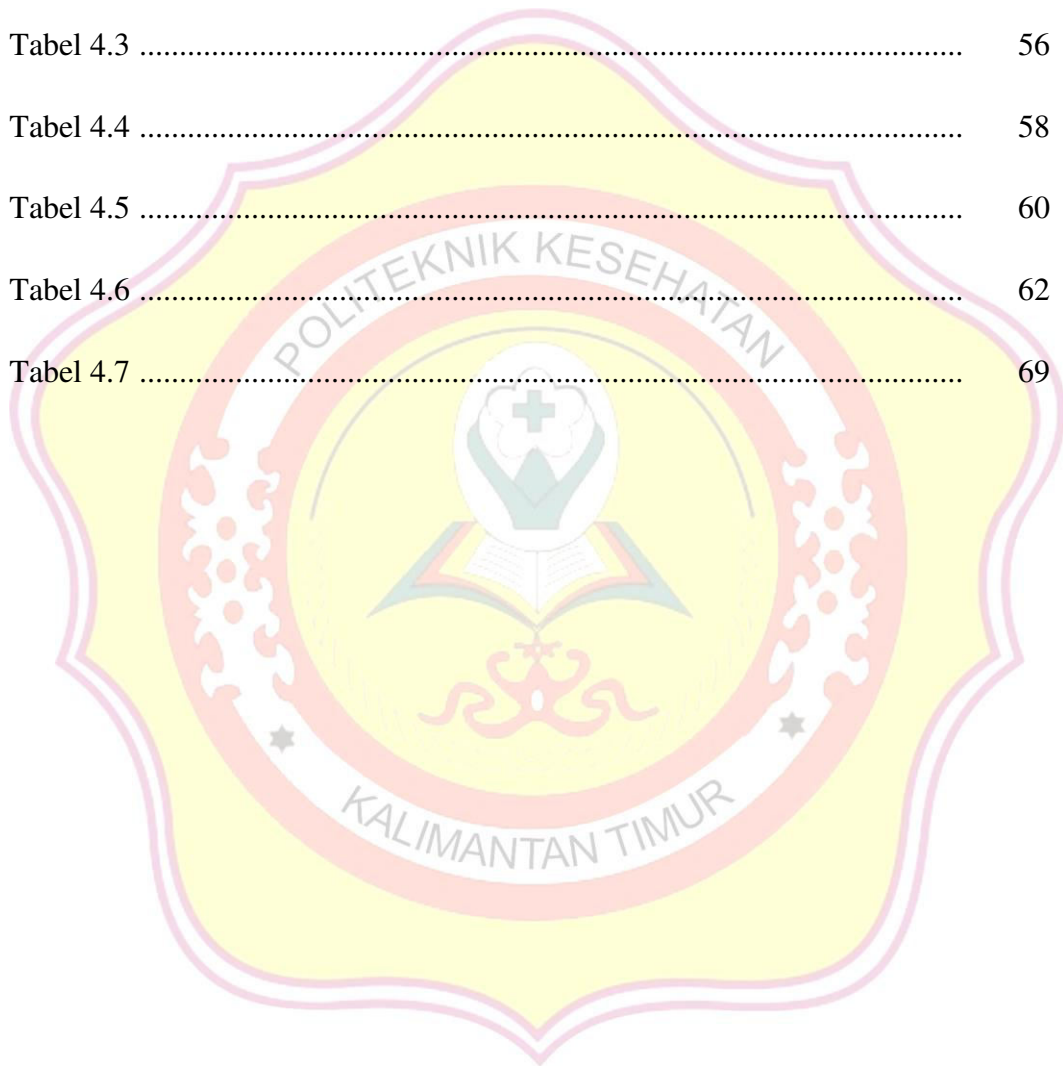 Tabel 4.3 ..................................................................................................... 56
Tabel 4.4 ..................................................................................................... 58
Tabel 4.5 ..................................................................................................... 60
Tabel 4.6 ..................................................................................................... 62
Tabel 4.7 ..................................................................................................... 69
POLITEKNIK KESEHATAN
KALIMANTAN TIMUR